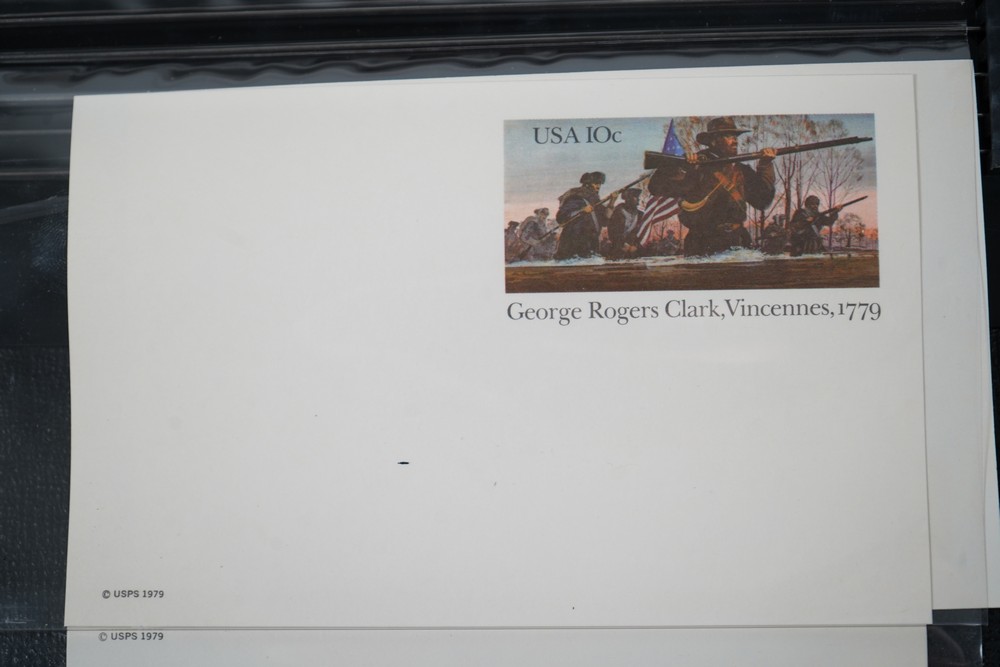 USA 10c
George Rogers Clark, Vincennes, 1779
© USPS 1979
© USPS 1979